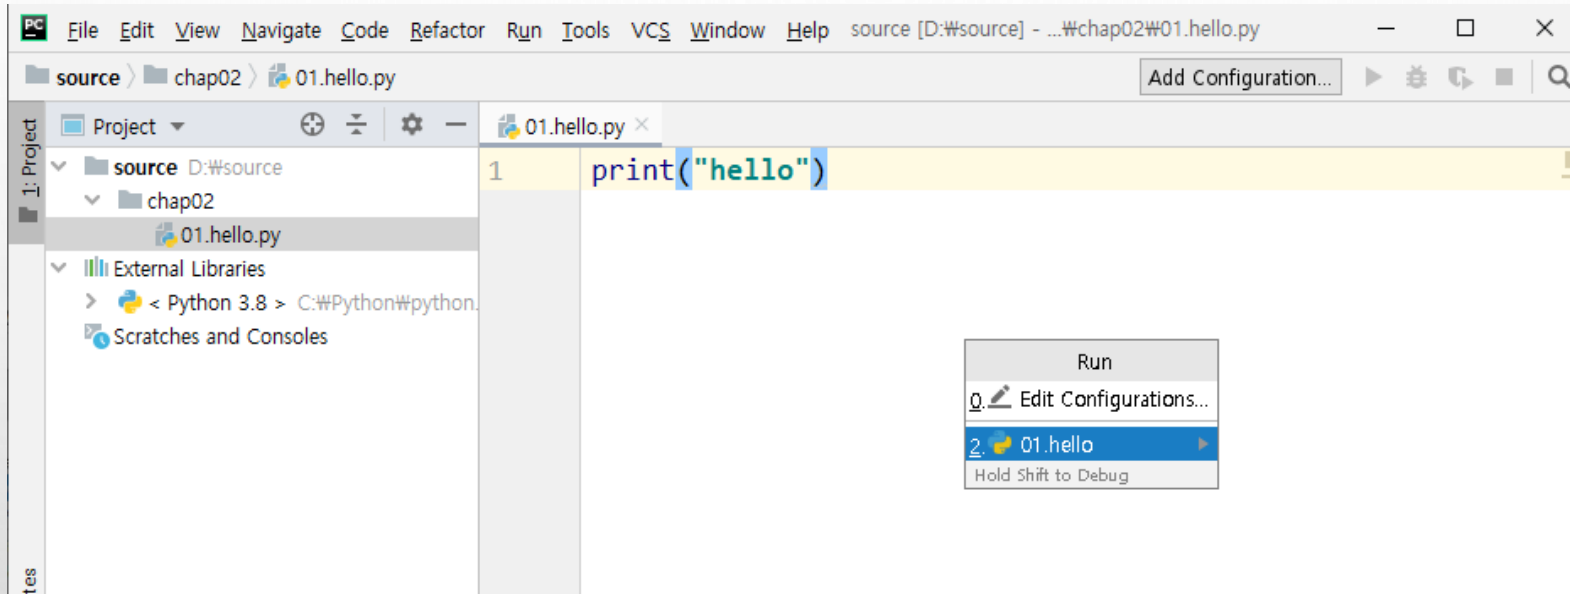 PC File Edit View Navigate Code Refactor Run Tools VCS Window Help source [D:₩source] - ...₩chap02₩01.hello.py
source chap02 01.hello.py Add Configuration...
1: Project
Project
01.hello.py
source D:₩source
chap02
01.hello.py
External Libraries
< Python 3.8 > C:₩Python₩python.
Scratches and Consoles
1 print("hello")
Run
0. Edit Configurations...
2. 01.hello
Hold Shift to Debug